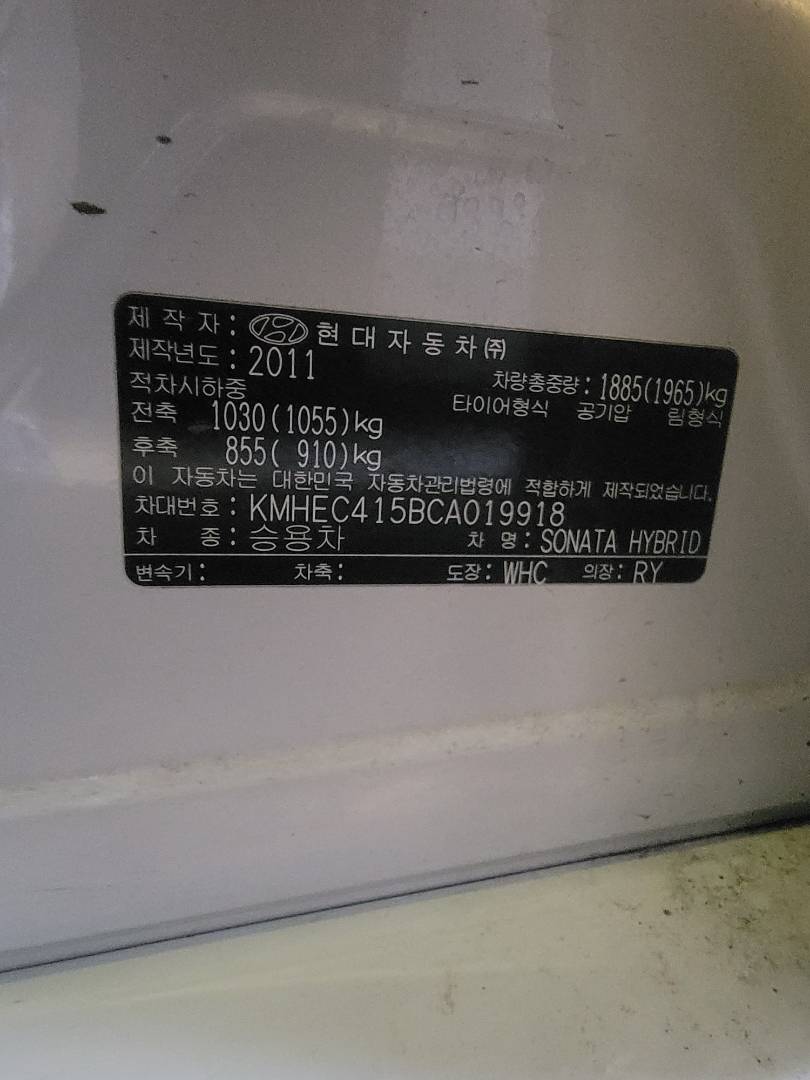 제작자 : 현대자동차㈜
제작년도 : 2011
차량총중량 : 1885(1965)kg
적차시하중
타이어형식 공기압 림형식
전축 1030(1055)kg
후축 855( 910)kg
이 자동차는 대한민국 자동차관리법령에 적합하게 제작되었습니다.
차대번호 : KMHEC415BCA019918
차 종 : 승용차 차 명 : SONATA HYBRID
변속기 : 차축 : 도장 : WHC 의장 : RY